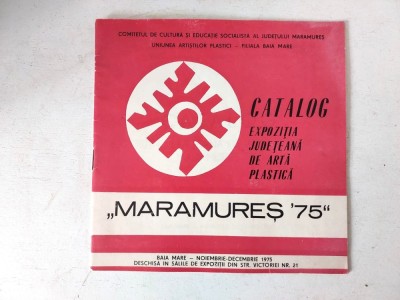 COMITETUL DE CULTURĂ ȘI EDUCAȚIE SOCIALISTĂ AL JUDEȚULUI MARAMUREȘ
UNIUNEA ARTIȘTILOR PLASTICI - FILIALA BAIA MARE
CATALOG
EXPOZIȚIA
JUDEȚEANĂ
DE ARTĂ
PLASTICĂ
„MARAMUREȘ '75“
BAIA MARE — NOIEMBRIE-DECEMBRIE 1975
DESCHISĂ IN SĂLILE DE EXPOZIȚII DIN STR. VICTORIEI NR. 21